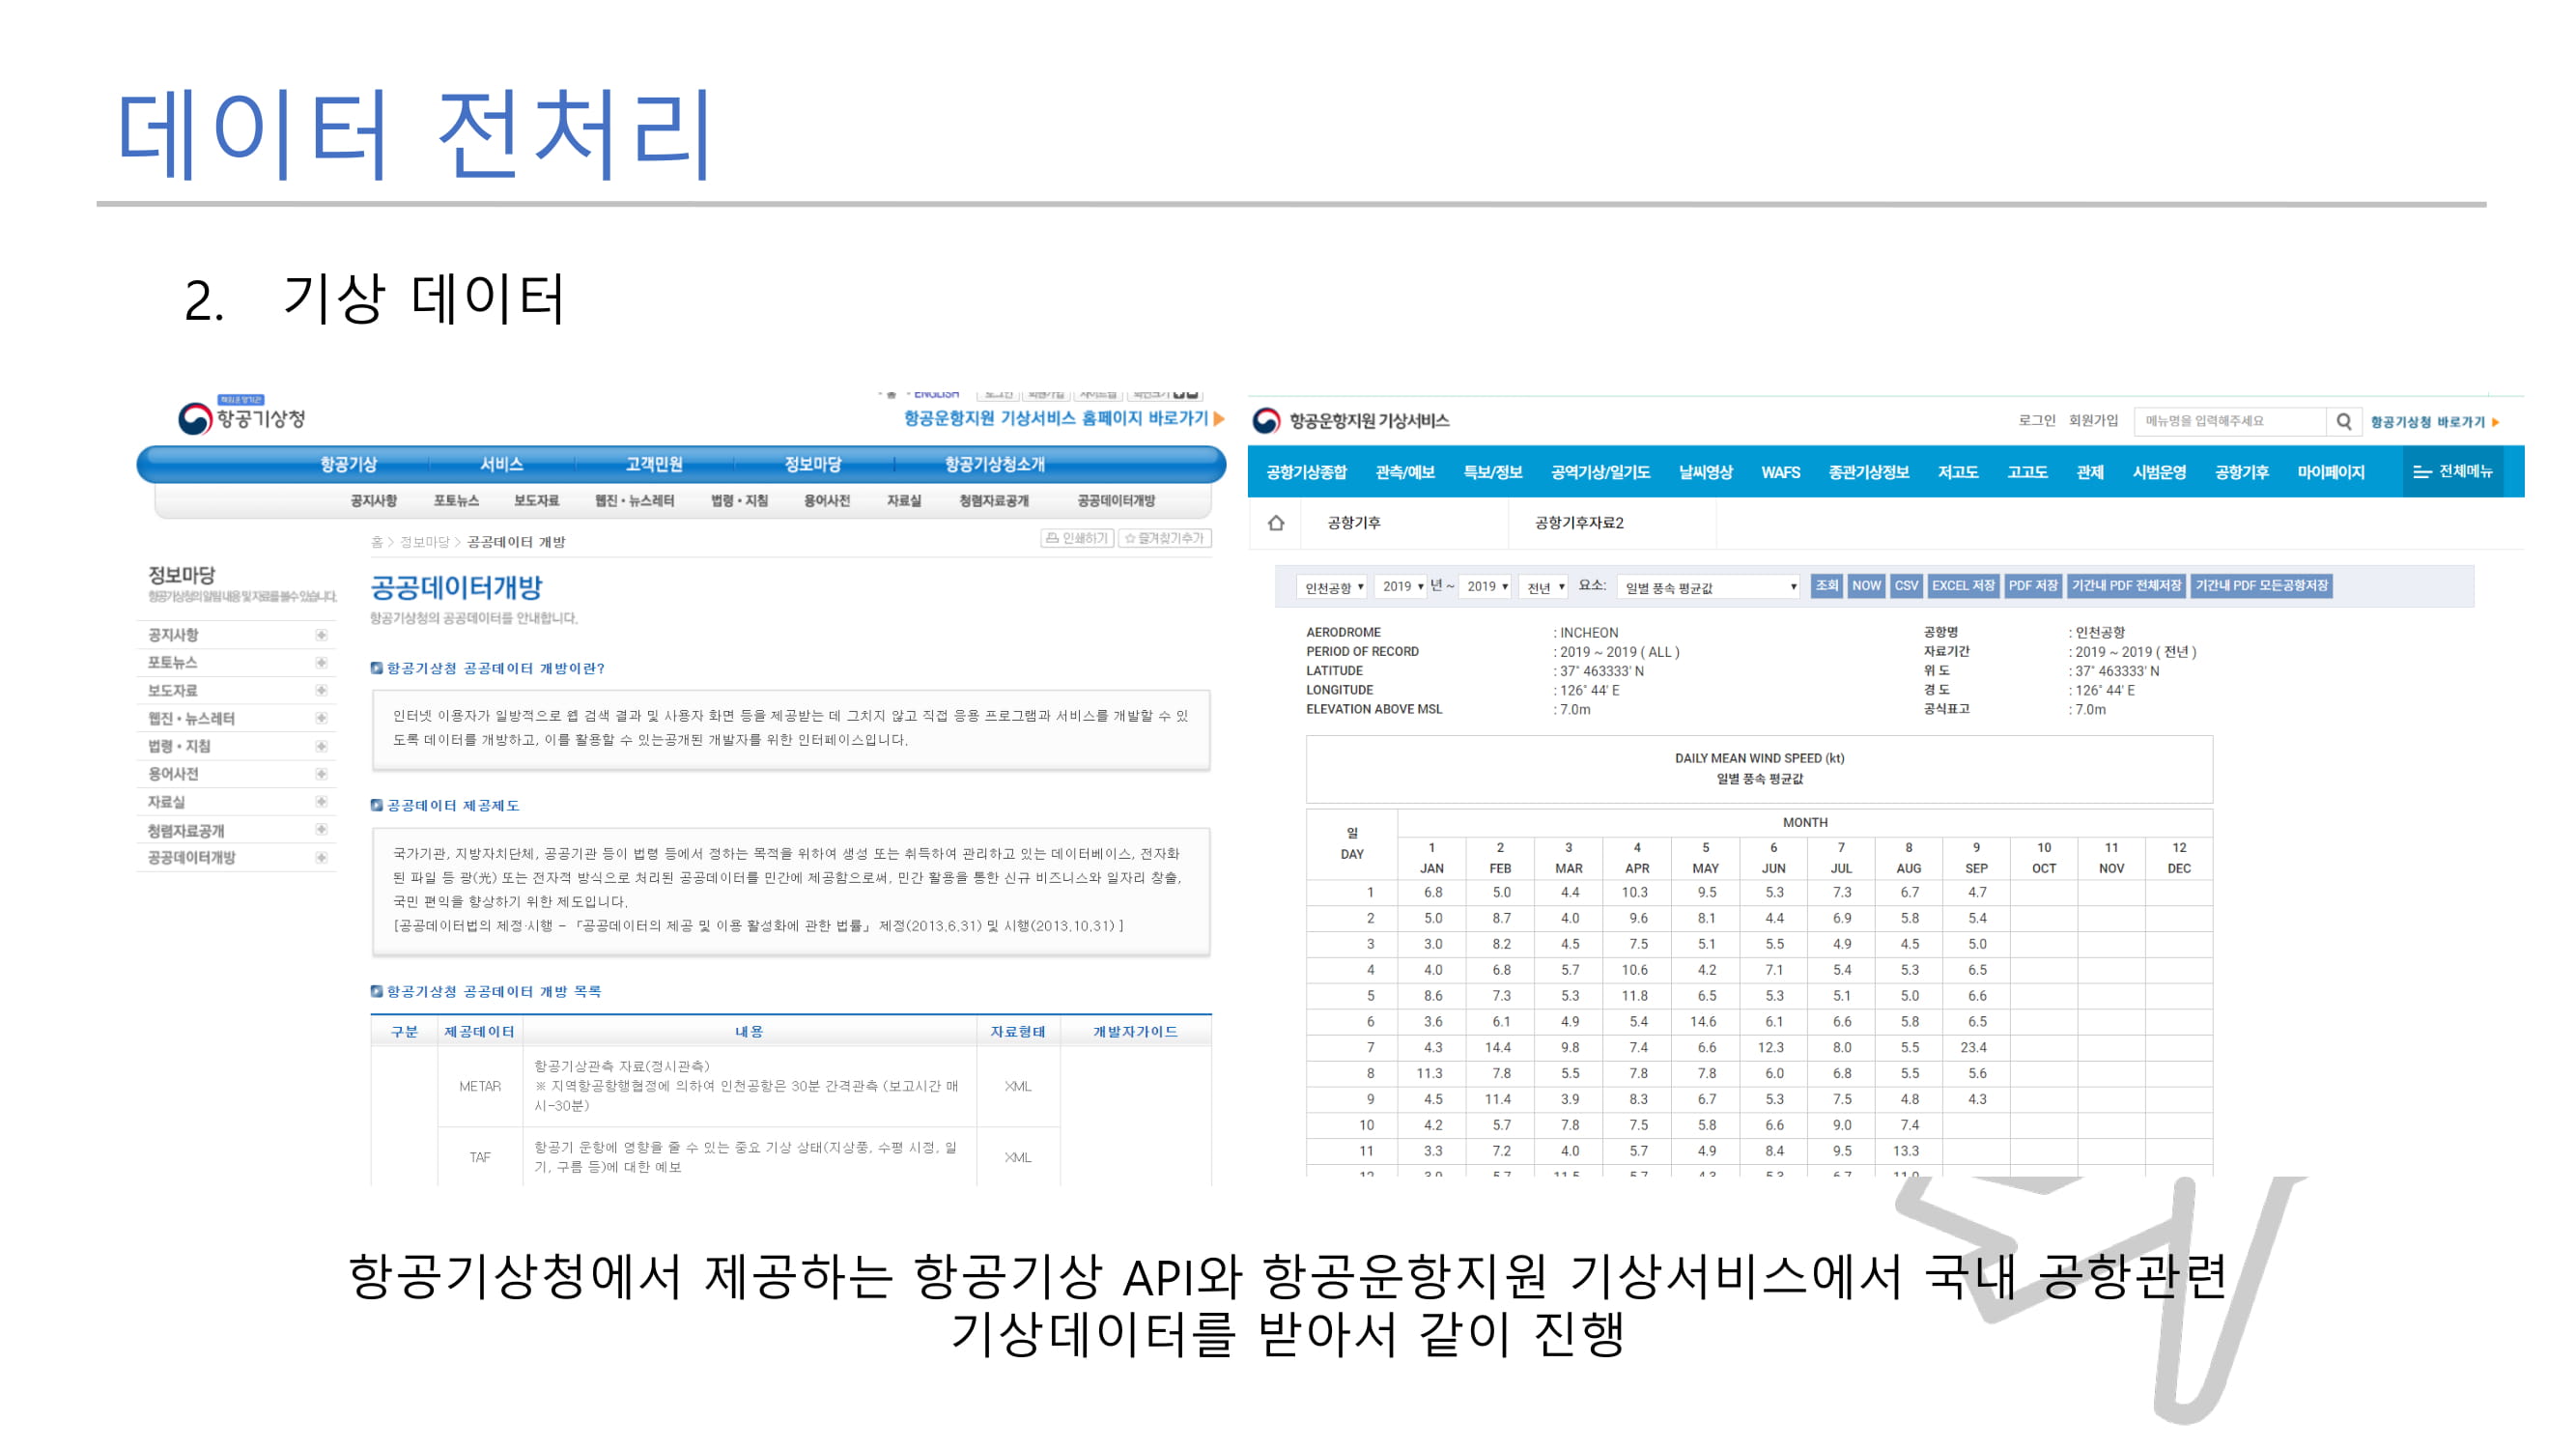 데이터 전처리
2. 기상 데이터
책임운영기관
항공기상청
홈 ENGLISH 로그인 회원가입 사이트맵 화면크기
항공운항지원 기상서비스 홈페이지 바로가기
항공기상 서비스 고객민원 정보마당 항공기상청소개
공지사항 포토뉴스 보도자료 웹진·뉴스레터 법령·지침 용어사전 자료실 청렴자료공개 공공데이터개방
홈 > 정보마당 > 공공데이터 개방
인쇄하기 즐겨찾기추가
정보마당
항공기상청의 알림 내용 및 자료를 볼수 있습니다.
공지사항
포토뉴스
보도자료
웹진·뉴스레터
법령·지침
용어사전
자료실
청렴자료공개
공공데이터개방
공공데이터개방
항공기상청의 공공데이터를 안내합니다.
항공기상청 공공데이터 개방이란?
인터넷 이용자가 일방적으로 웹 검색 결과 및 사용자 화면 등을 제공받는 데 그치지 않고 직접 응용 프로그램과 서비스를 개발할 수 있
도록 데이터를 개방하고, 이를 활용할 수 있는공개된 개발자를 위한 인터페이스입니다.
공공데이터 제공제도
국가기관, 지방자치단체, 공공기관 등이 법령 등에서 정하는 목적을 위하여 생성 또는 취득하여 관리하고 있는 데이터베이스, 전자화
된 파일 등 광(光) 또는 전자적 방식으로 처리된 공공데이터를 민간에 제공함으로써, 민간 활용을 통한 신규 비즈니스와 일자리 창출,
국민 편익을 향상하기 위한 제도입니다.
[공공데이터법의 제정·시행 - 「공공데이터의 제공 및 이용 활성화에 관한 법률」 제정(2013.6.31) 및 시행(2013.10.31) ]
항공기상청 공공데이터 개방 목록
구분 제공데이터 내용 자료형태 개발자가이드
항공기상관측 자료(정시관측)
METAR ※ 지역항공항행협정에 의하여 인천공항은 30분 간격관측 (보고시간 매 XML
시-30분)
항공기 운항에 영향을 줄 수 있는 중요 기상 상태(지상풍, 수평 시정, 일
TAF XML
기, 구름 등)에 대한 예보
항공운항지원 기상서비스
로그인 회원가입 메뉴명을 입력해주세요 항공기상청 바로가기
공항기상종합 관측/예보 특보/정보 공역기상/일기도 날씨영상 WAFS 종관기상정보 저고도 고고도 관제 시범운영 공항기후 마이페이지 전체메뉴
공항기후 공항기후자료2
인천공항 2019 년 ~ 2019 전년 요소: 일별 풍속 평균값 조회 NOW CSV EXCEL 저장 PDF 저장 기간내 PDF 전체저장 기간내 PDF 모든공항저장
AERODROME : INCHEON 공항명 : 인천공항
PERIOD OF RECORD : 2019 ~ 2019 ( ALL ) 자료기간 : 2019 ~ 2019 ( 전년 )
LATITUDE : 37° 463333' N 위 도 : 37° 463333' N
LONGITUDE : 126° 44' E 경 도 : 126° 44' E
ELEVATION ABOVE MSL : 7.0m 공식표고 : 7.0m
DAILY MEAN WIND SPEED (kt)
일별 풍속 평균값
일 MONTH
DAY 1 2 3 4 5 6 7 8 9 10 11 12
JAN FEB MAR APR MAY JUN JUL AUG SEP OCT NOV DEC
1 6.8 5.0 4.4 10.3 9.5 5.3 7.3 6.7 4.7
2 5.0 8.7 4.0 9.6 8.1 4.4 6.9 5.8 5.4
3 3.0 8.2 4.5 7.5 5.1 5.5 4.9 4.5 5.0
4 4.0 6.8 5.7 10.6 4.2 7.1 5.4 5.3 6.5
5 8.6 7.3 5.3 11.8 6.5 5.3 5.1 5.0 6.6
6 3.6 6.1 4.9 5.4 14.6 6.1 6.6 5.8 6.5
7 4.3 14.4 9.8 7.4 6.6 12.3 8.0 5.5 23.4
8 11.3 7.8 5.5 7.8 7.8 6.0 6.8 5.5 5.6
9 4.5 11.4 3.9 8.3 6.7 5.3 7.5 4.8 4.3
10 4.2 5.7 7.8 7.5 5.8 6.6 9.0 7.4
11 3.3 7.2 4.0 5.7 4.9 8.4 9.5 13.3
항공기상청에서 제공하는 항공기상 API와 항공운항지원 기상서비스에서 국내 공항관련
기상데이터를 받아서 같이 진행